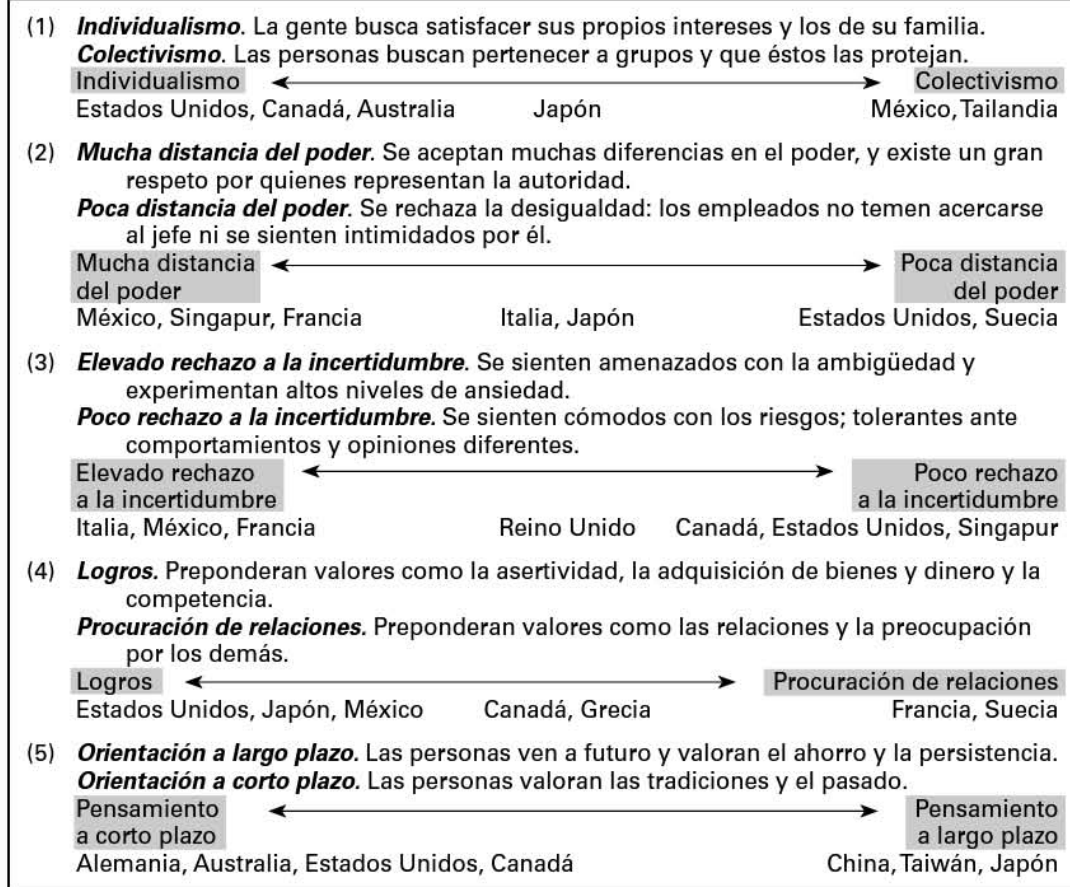 (1) Individualismo. La gente busca satisfacer sus propios intereses y los de su familia.
Colectivismo. Las personas buscan pertenecer a grupos y que éstos las protejan.
Individualismo Colectivismo
Estados Unidos, Canadá, Australia Japón México, Tailandia
(2) Mucha distancia del poder. Se aceptan muchas diferencias en el poder, y existe un gran
respeto por quienes representan la autoridad.
Poca distancia del poder. Se rechaza la desigualdad: los empleados no temen acercarse
al jefe ni se sienten intimidados por él.
Mucha distancia Poca distancia
del poder del poder
México, Singapur, Francia Italia, Japón Estados Unidos, Suecia
(3) Elevado rechazo a la incertidumbre. Se sienten amenazados con la ambigüedad y
experimentan altos niveles de ansiedad.
Poco rechazo a la incertidumbre. Se sienten cómodos con los riesgos; tolerantes ante
comportamientos y opiniones diferentes.
Elevado rechazo Poco rechazo
a la incertidumbre a la incertidumbre
Italia, México, Francia Reino Unido Canadá, Estados Unidos, Singapur
(4) Logros. Preponderan valores como la asertividad, la adquisición de bienes y dinero y la
competencia.
Procuración de relaciones. Preponderan valores como las relaciones y la preocupación
por los demás.
Logros Procuración de relaciones
Estados Unidos, Japón, México Canadá, Grecia Francia, Suecia
(5) Orientación a largo plazo. Las personas ven a futuro y valoran el ahorro y la persistencia.
Orientación a corto plazo. Las personas valoran las tradiciones y el pasado.
Pensamiento Pensamiento
a corto plazo a largo plazo
Alemania, Australia, Estados Unidos, Canadá China, Taiwán, Japón